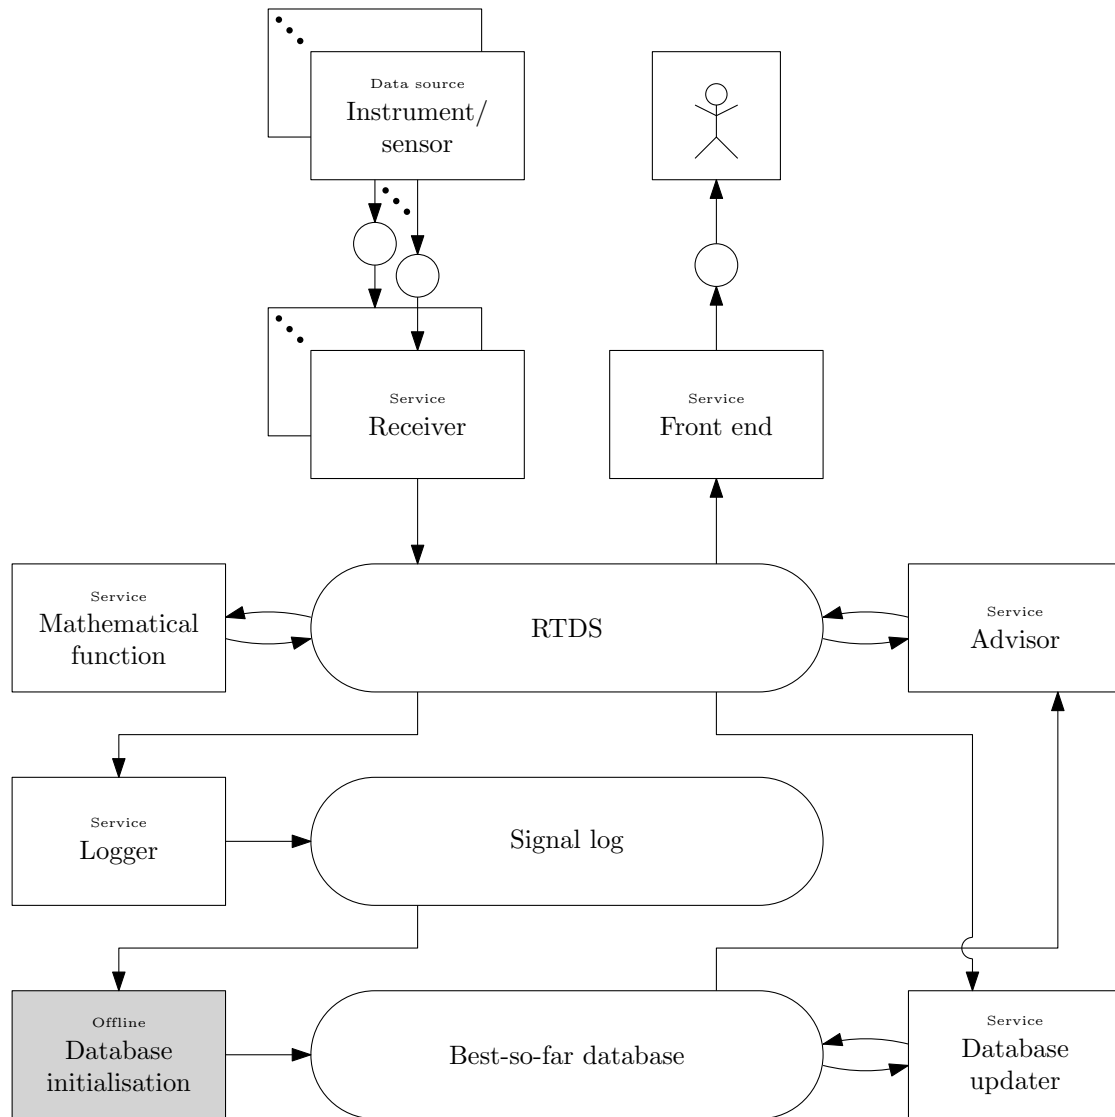 Data source
Instrument/
sensor
Service
Receiver
Service
Front end
Service
Mathematical
function
RTDS
Service
Advisor
Service
Logger
Signal log
Offline
Database
initialisation
Best-so-far database
Service
Database
updater